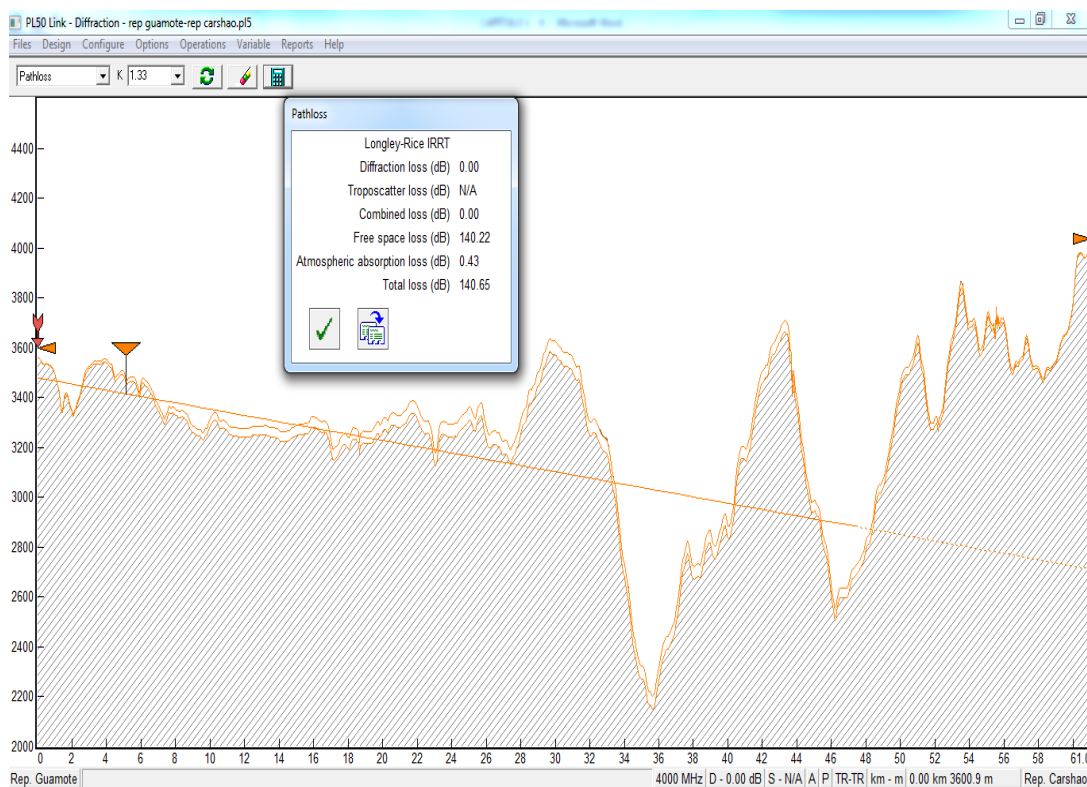 PL50 Link - Diffraction - rep guamote-rep carshao.pl5
Files Design Configure Options Operations Variable Reports Help
Pathloss K 1.33
Pathloss
Longley-Rice IRRT
Diffraction loss (dB) 0.00
Troposcatter loss (dB) N/A
Combined loss (dB) 0.00
Free space loss (dB) 140.22
Atmospheric absorption loss (dB) 0.43
Total loss (dB) 140.65
4400
4200
4000
3800
3600
3400
3200
3000
2800
2600
2400
2200
2000
0 2 4 6 8 10 12 14 16 18 20 22 24 26 28 30 32 34 36 38 40 42 44 46 48 50 52 54 56 58 61.0
Rep. Guamote 4000 MHz D - 0.00 dB S - N/A A P TR-TR km - m 0.00 km 3600.9 m Rep. Carshao